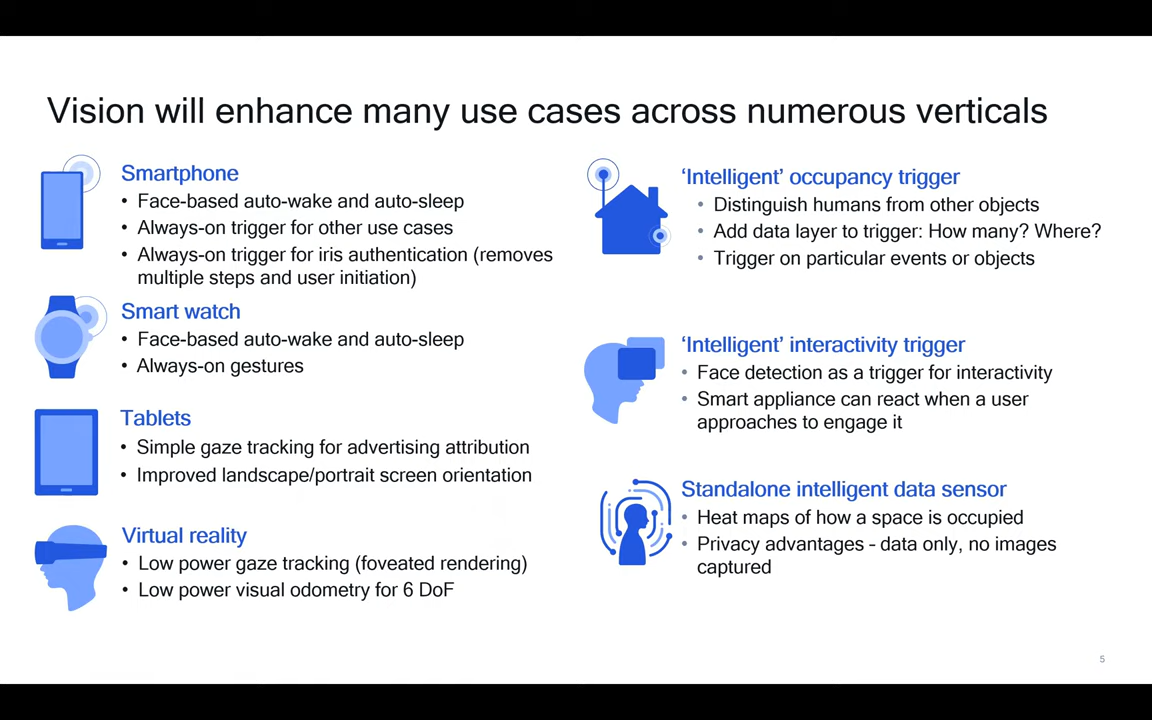 Vision will enhance many use cases across numerous verticals
Smartphone
• Face-based auto-wake and auto-sleep
• Always-on trigger for other use cases
• Always-on trigger for iris authentication (removes
multiple steps and user initiation)
Smart watch
• Face-based auto-wake and auto-sleep
• Always-on gestures
Tablets
• Simple gaze tracking for advertising attribution
• Improved landscape/portrait screen orientation
Virtual reality
• Low power gaze tracking (foveated rendering)
• Low power visual odometry for 6 DoF
‘Intelligent’ occupancy trigger
• Distinguish humans from other objects
• Add data layer to trigger: How many? Where?
• Trigger on particular events or objects
‘Intelligent’ interactivity trigger
• Face detection as a trigger for interactivity
• Smart appliance can react when a user
approaches to engage it
Standalone intelligent data sensor
• Heat maps of how a space is occupied
• Privacy advantages - data only, no images
captured
5